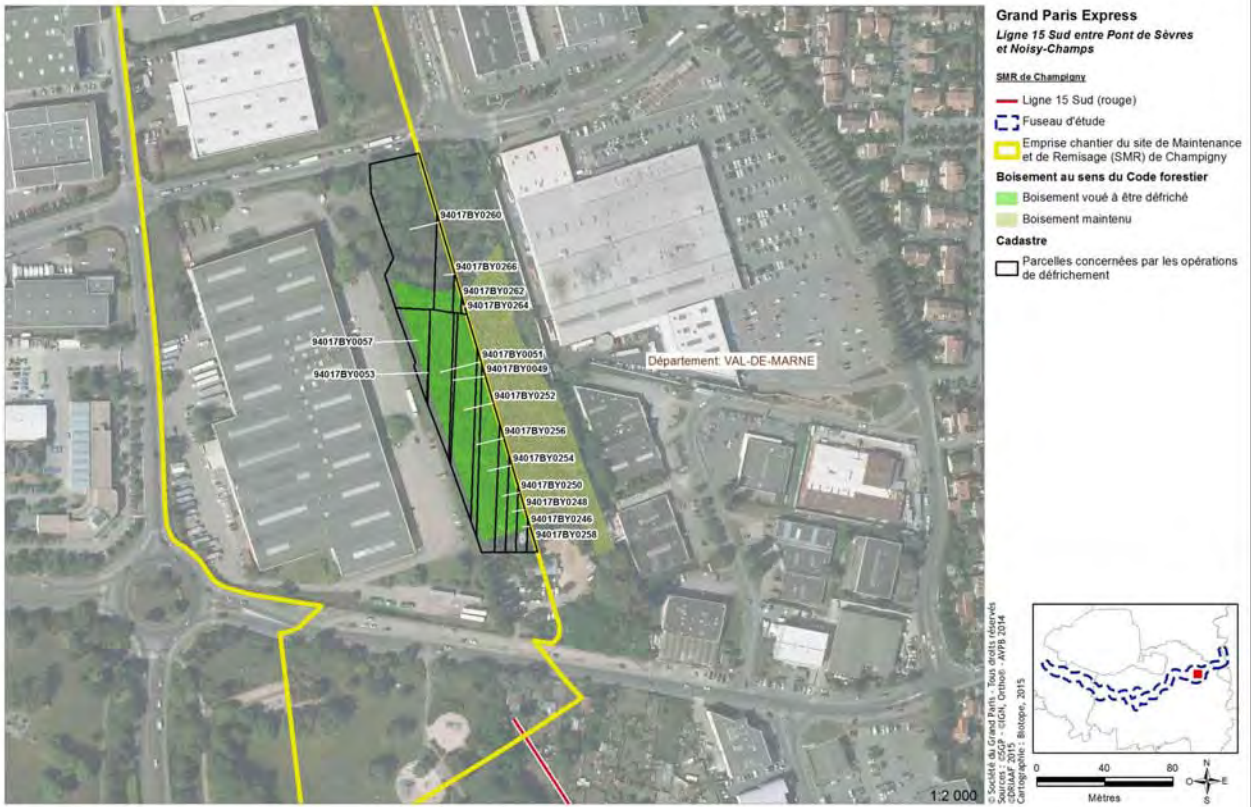 Grand Paris Express
Ligne 15 Sud entre Pont de Sèvres
et Noisy-Champs
SMR de Champigny
Ligne 15 Sud (rouge)
Fuseau d'étude
Emprise chantier du site de Maintenance
et de Remisage (SMR) de Champigny
Boisement au sens du Code forestier
Boisement voué à être défriché
Boisement maintenu
Cadastre
Parcelles concernées par les opérations
de défrichement
94017BY0260
94017BY0266
94017BY0262
94017BY0264
94017BY0057
94017BY0051
94017BY0053
94017BY0049
94017BY0252
94017BY0256
94017BY0254
94017BY0250
94017BY0248
94017BY0246
94017BY0258
Département: VAL-DE-MARNE
© Société du Grand Paris - Tous droits réservés
Sources : ©SGP - ©IGN, Ortho® - AVPB 2014
©DRIAAF 2015
Cartographie : Biotope, 2015
1:2 000
0 40 80
Mètres
N
O E
S